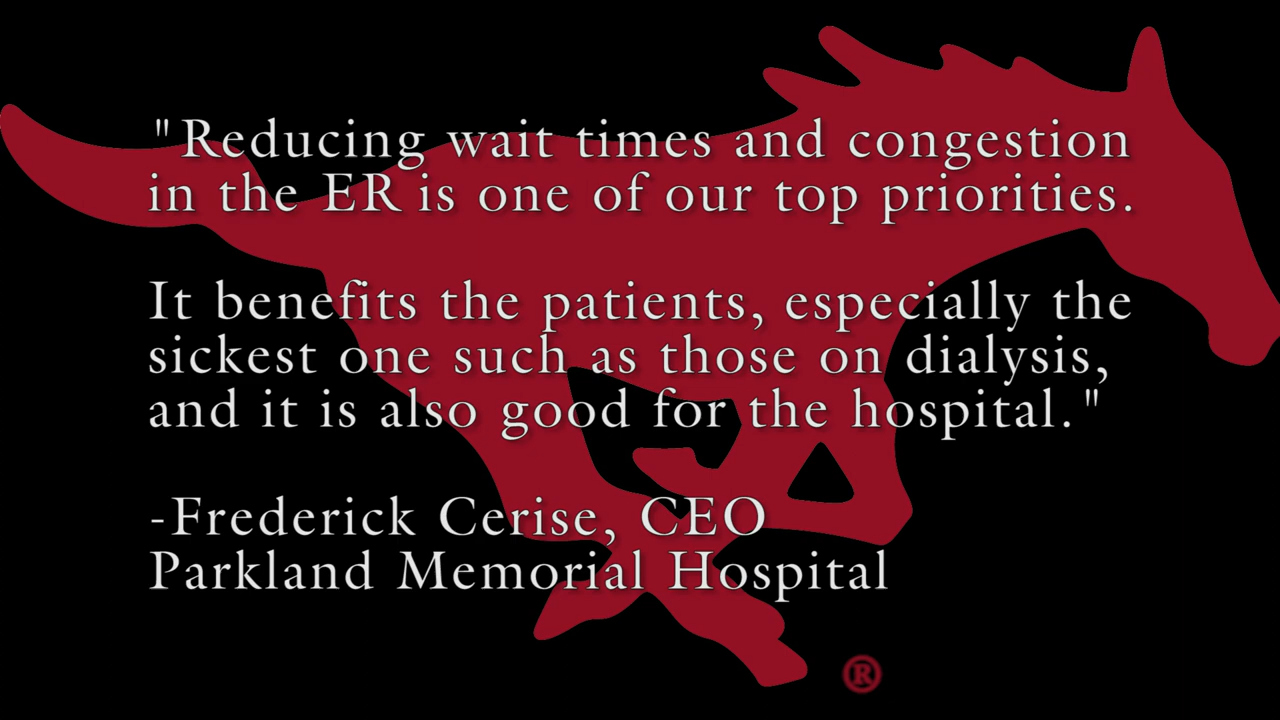 "Reducing wait times and congestion
in the ER is one of our top priorities.
It benefits the patients, especially the
sickest one such as those on dialysis,
and it is also good for the hospital."
-Frederick Cerise, CEO
Parkland Memorial Hospital
®